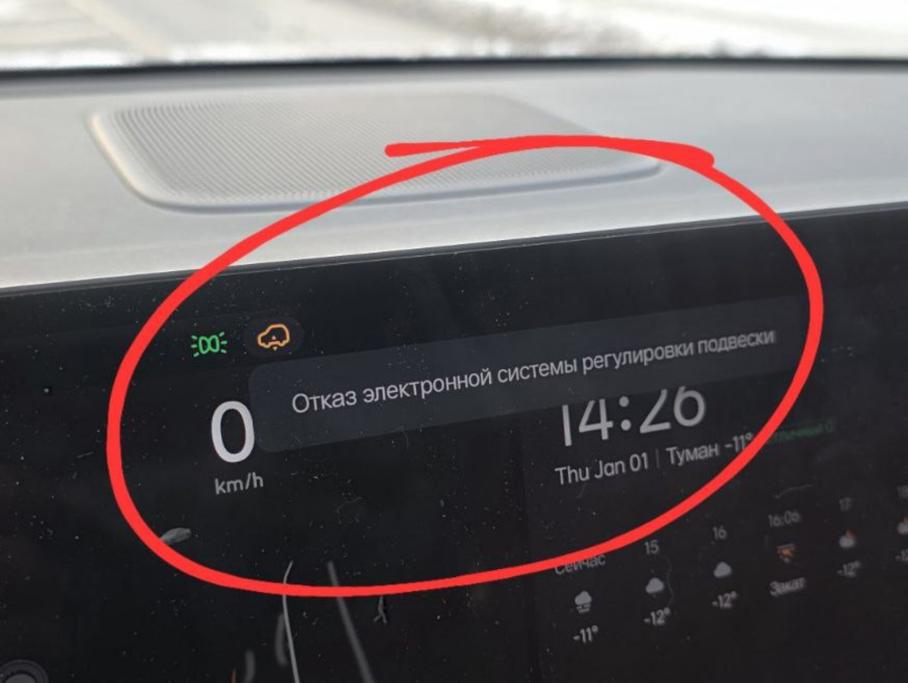 Отказ электронной системы регулировки подвески
0
km/h
14:26
Thu Jan 01 | Туман -11°
Сейчас 15 16 16:06 17
Закат
-11° -12° -12° -12°